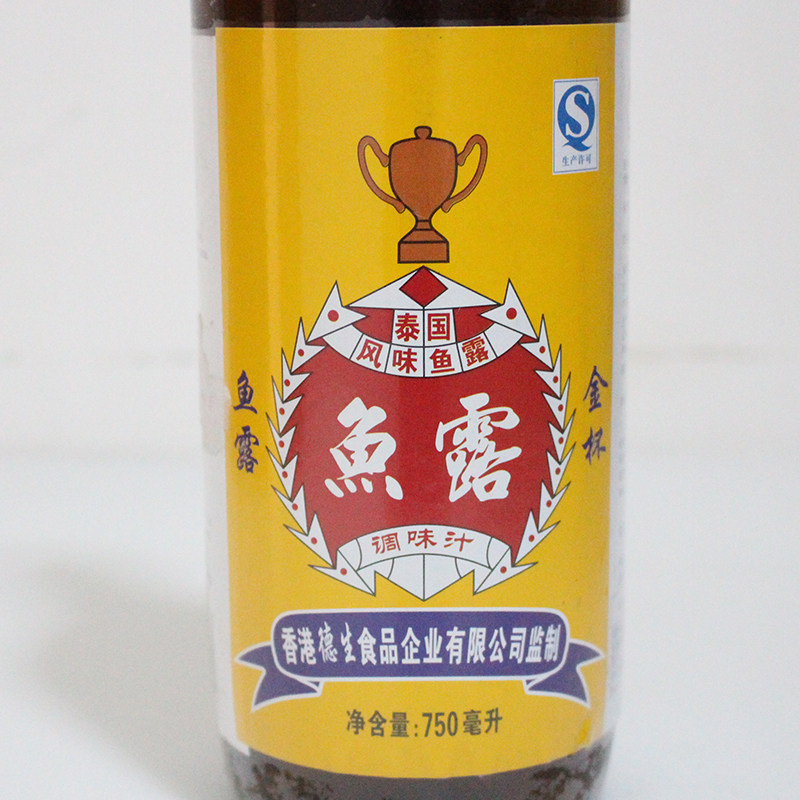 生产许可
泰国
风味鱼露
魚露
鱼露
金杯
调味汁
香港德生食品企业有限公司监制
净含量:750毫升